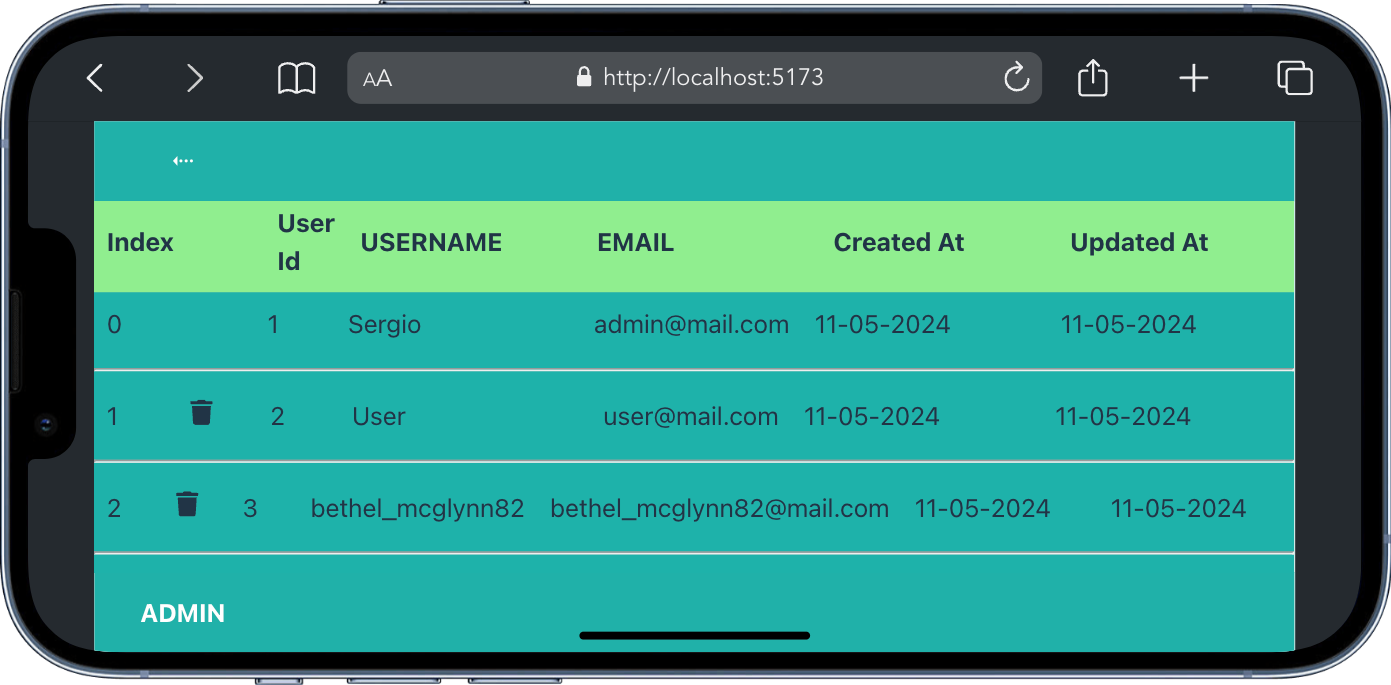 AA http://localhost:5173
Index User Id USERNAME EMAIL Created At Updated At
0 1 Sergio admin@mail.com 11-05-2024 11-05-2024
1 2 User user@mail.com 11-05-2024 11-05-2024
2 3 bethel_mcglynn82 bethel_mcglynn82@mail.com 11-05-2024 11-05-2024
ADMIN